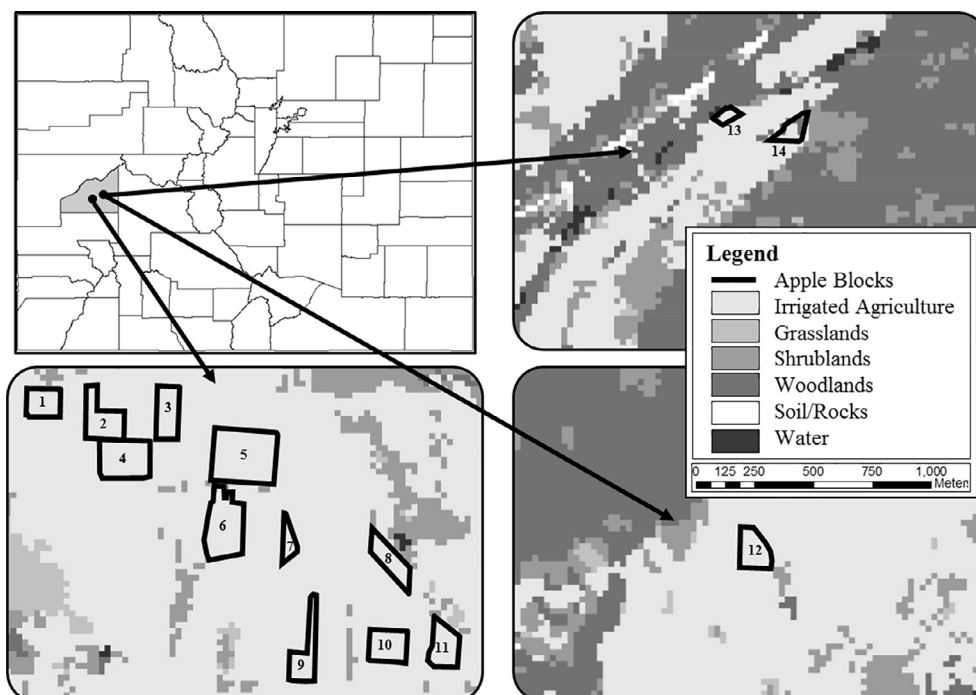 13
14
Legend
Apple Blocks
Irrigated Agriculture
Grasslands
Shrublands
Woodlands
Soil/Rocks
Water
0 125 250 500 750 1,000
Meten
1
2
3
4
5
6
7
8
9
10
11
12